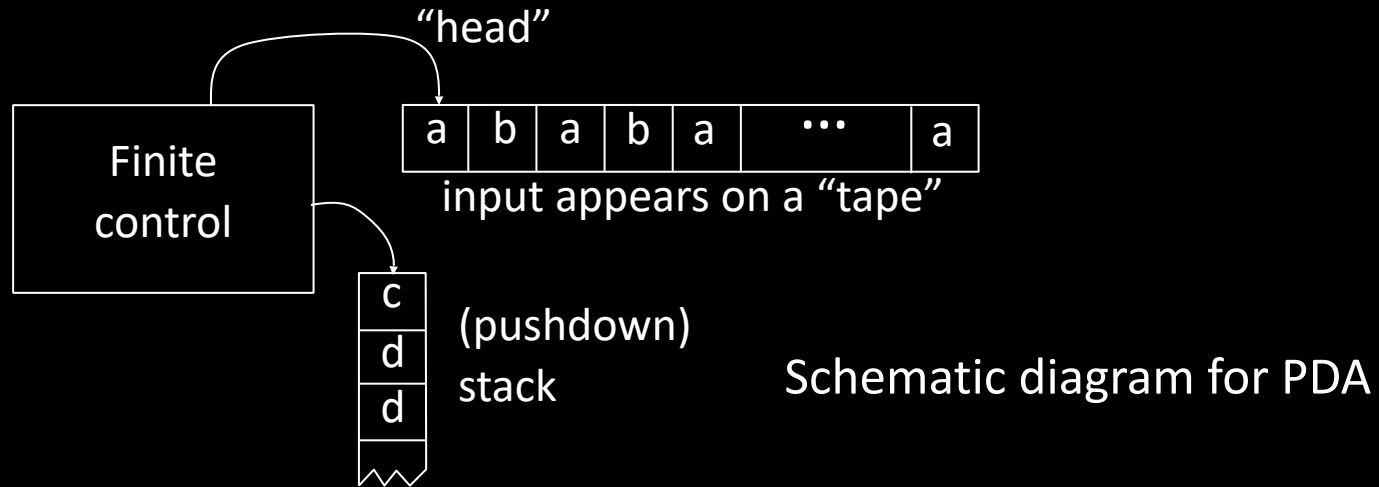 “head”
a b a b a ... a
Finite
control
input appears on a “tape”
c
d
d
(pushdown)
stack
Schematic diagram for PDA